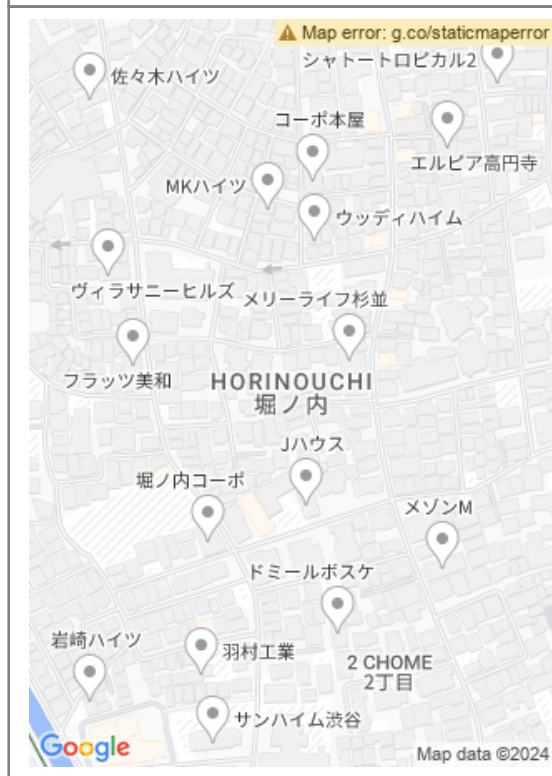 Map error: g.co/staticmaperror
シャトートロピカル2
佐々木ハイツ
コーポ本屋
エルピア高円寺
MKハイツ
ウッディハイム
ヴィラサニーヒルズ
メリーライフ杉並
フラッツ美和
HORINOUCHI
堀ノ内
Jハウス
堀ノ内コーポ
メゾンM
ドミールボスケ
岩崎ハイツ
羽村工業
2 CHOME
2丁目
サンハイム渋谷
Google
Map data ©2024